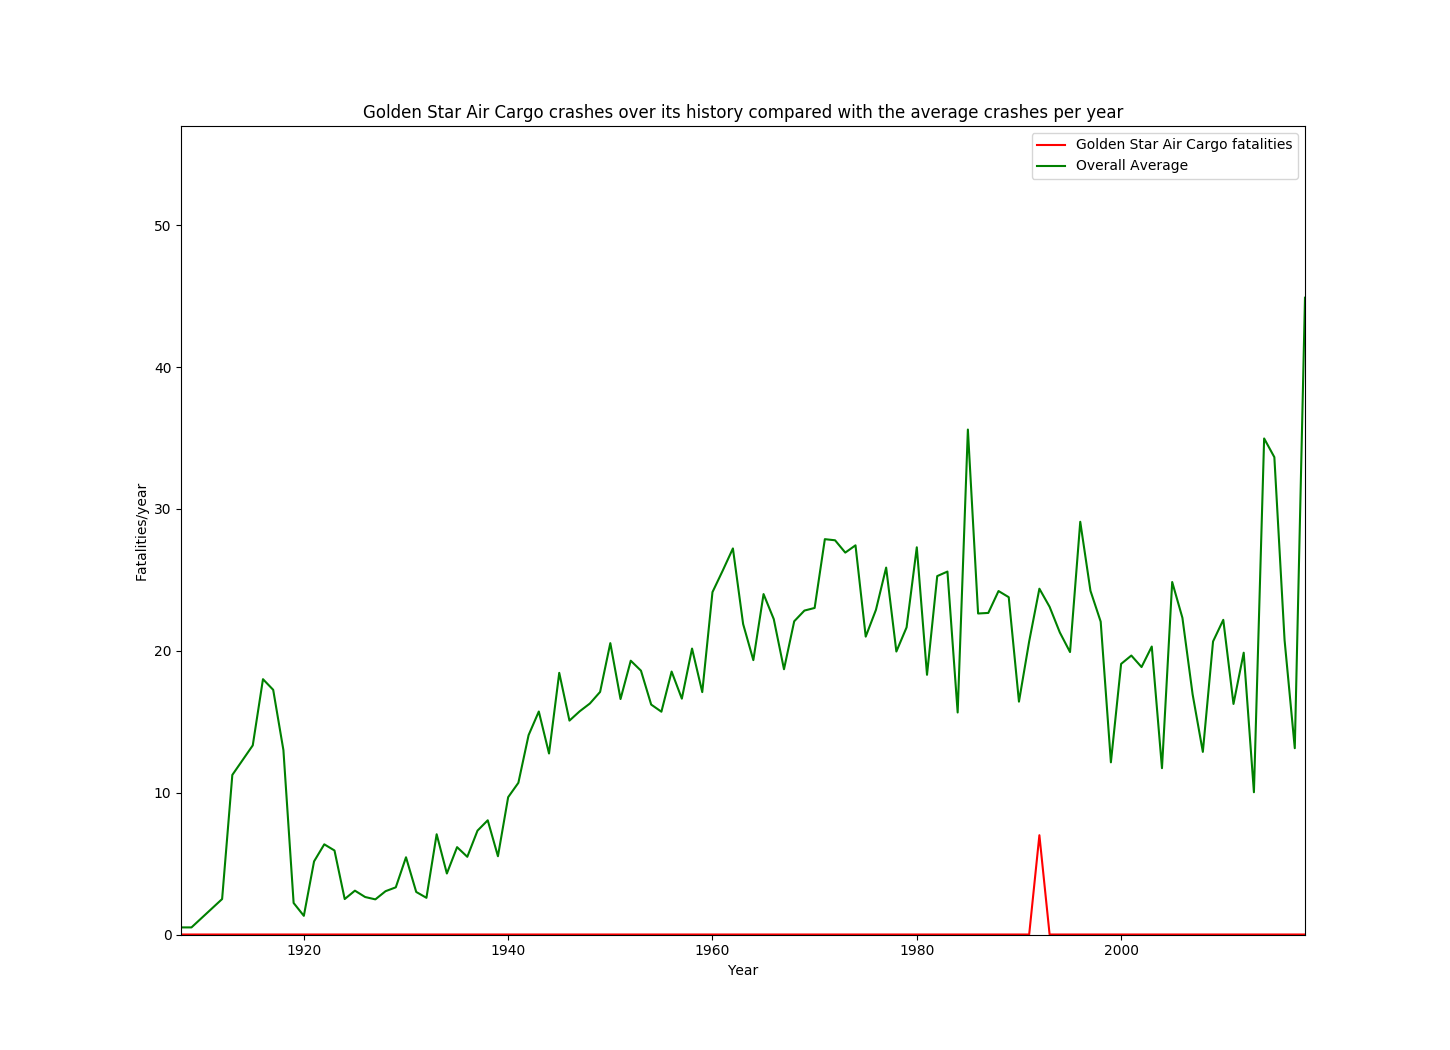 Golden Star Air Cargo crashes over its history compared with the average crashes per year
Golden Star Air Cargo fatalities
Overall Average
50
40
30
20
10
0
Fatalities/year
1920
1940
1960
1980
2000
Year